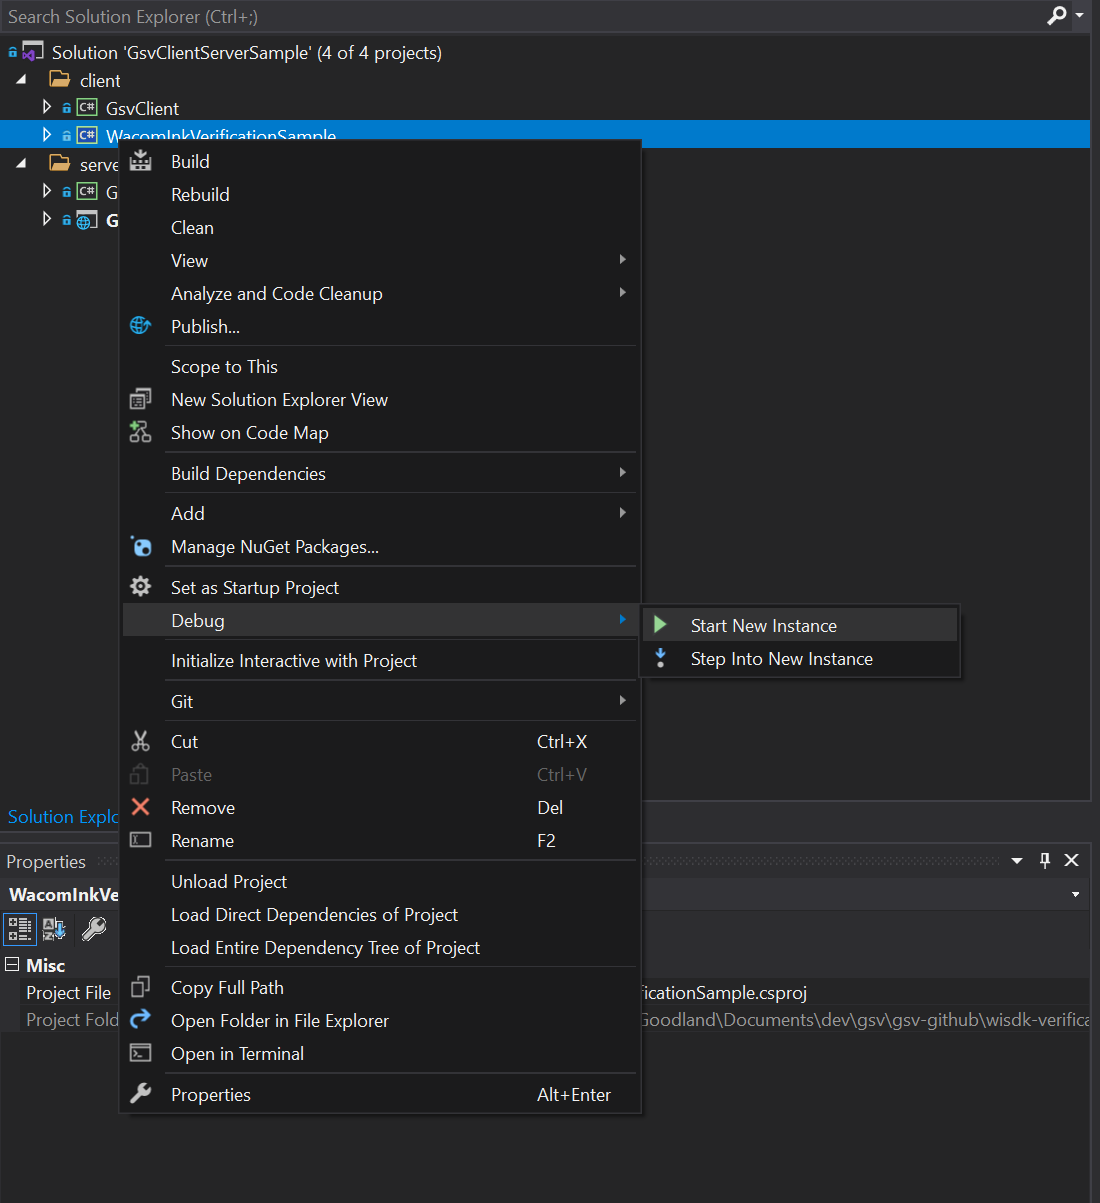 Search Solution Explorer (Ctrl+;)
Solution 'GsvClientServerSample' (4 of 4 projects)
client
C# GsvClient
C# WacomInkVerificationSample
serve
C# G
G
Build
Rebuild
Clean
View
Analyze and Code Cleanup
Publish...
Scope to This
New Solution Explorer View
Show on Code Map
Build Dependencies
Add
Manage NuGet Packages...
Set as Startup Project
Debug
Start New Instance
Step Into New Instance
Initialize Interactive with Project
Git
Cut Ctrl+X
Paste Ctrl+V
Remove Del
Rename F2
Solution Explo
Properties
WacomInkVe
Unload Project
Load Direct Dependencies of Project
Load Entire Dependency Tree of Project
Misc
Copy Full Path
Project File ficationSample.csproj
Open Folder in File Explorer
Project Fold Goodland\Documents\dev\gsv\gsv-github\wisdk-verifica
Open in Terminal
Properties Alt+Enter